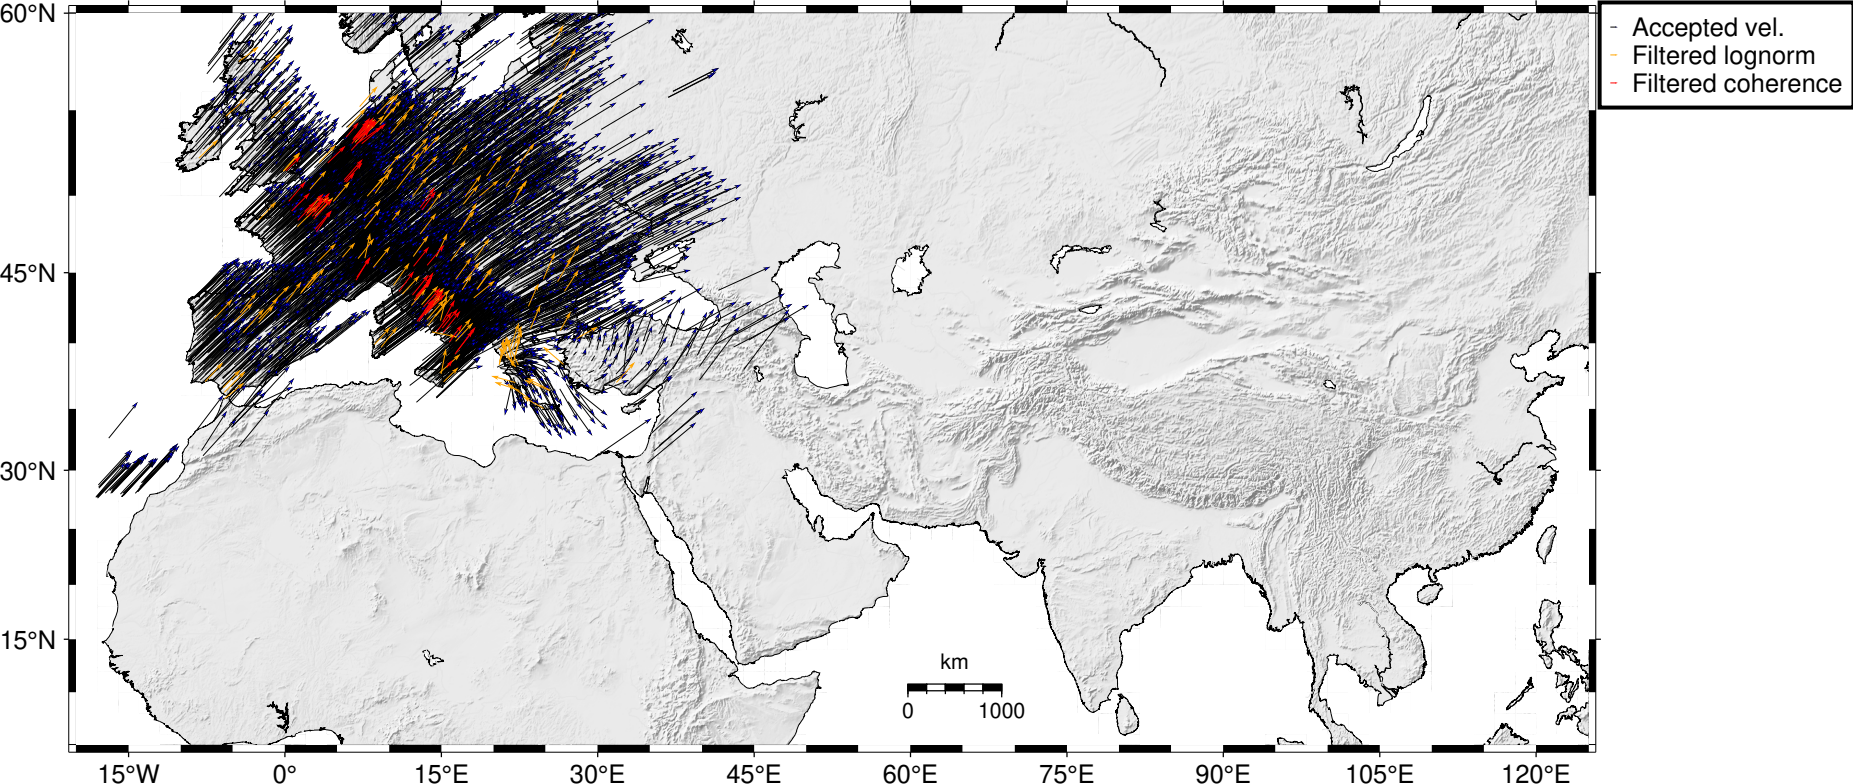 60°N
45°N
30°N
15°N
Accepted vel.
Filtered lognorm
Filtered coherence
km
0 1000
15°W 0° 15°E 30°E 45°E 60°E 75°E 90°E 105°E 120°E